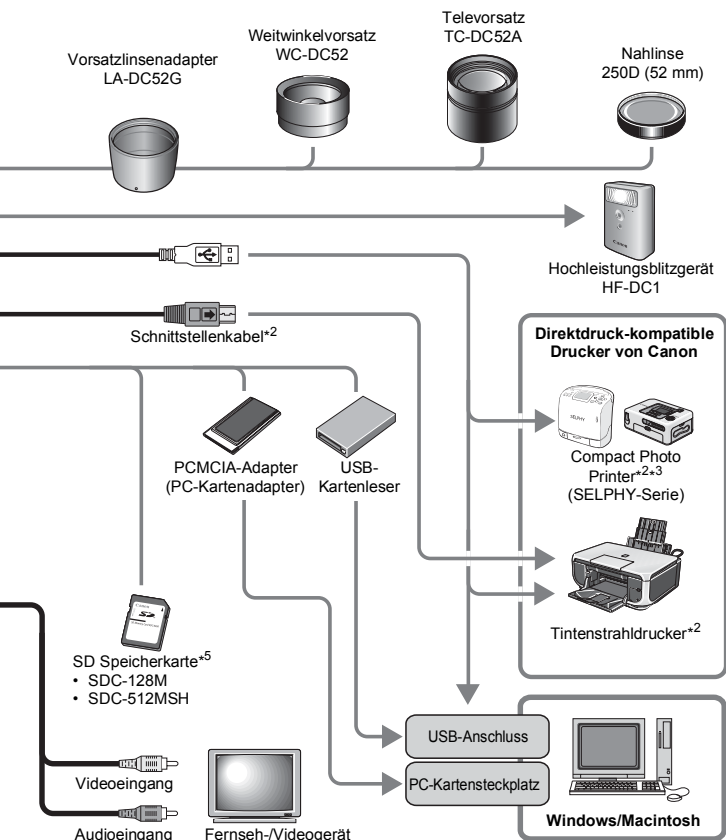 Televorsatz
TC-DC52A
Weitwinkelvorsatz
WC-DC52
Nahlinse
250D (52 mm)
Vorsatzlinsenadapter
LA-DC52G
Hochleistungsblitzgerät
HF-DC1
Schnittstellenkabel*2
Direktdruck-kompatible
Drucker von Canon
SELPHY
Compact Photo
Printer*2*3
(SELPHY-Serie)
PCMCIA-Adapter
(PC-Kartenadapter)
USB-
Kartenleser
Tintenstrahldrucker*2
SD Speicherkarte*5
• SDC-128M
• SDC-512MSH
USB-Anschluss
PC-Kartensteckplatz
Windows/Macintosh
Videoeingang
Audioeingang
Fernseh-/Videogerät